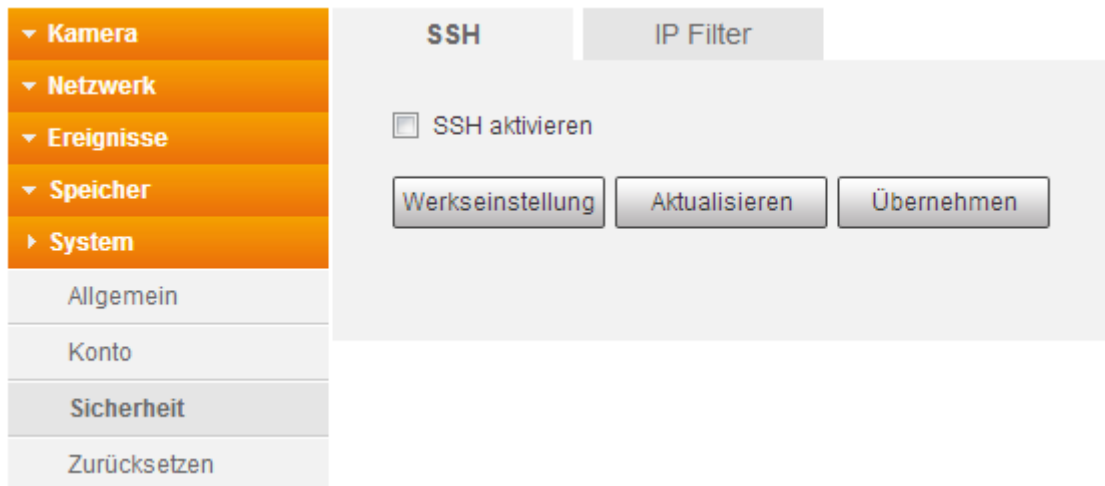 Kamera
Netzwerk
Ereignisse
Speicher
System
Allgemein
Konto
Sicherheit
Zurücksetzen
SSH
IP Filter
SSH aktivieren
Werkseinstellung
Aktualisieren
Übernehmen